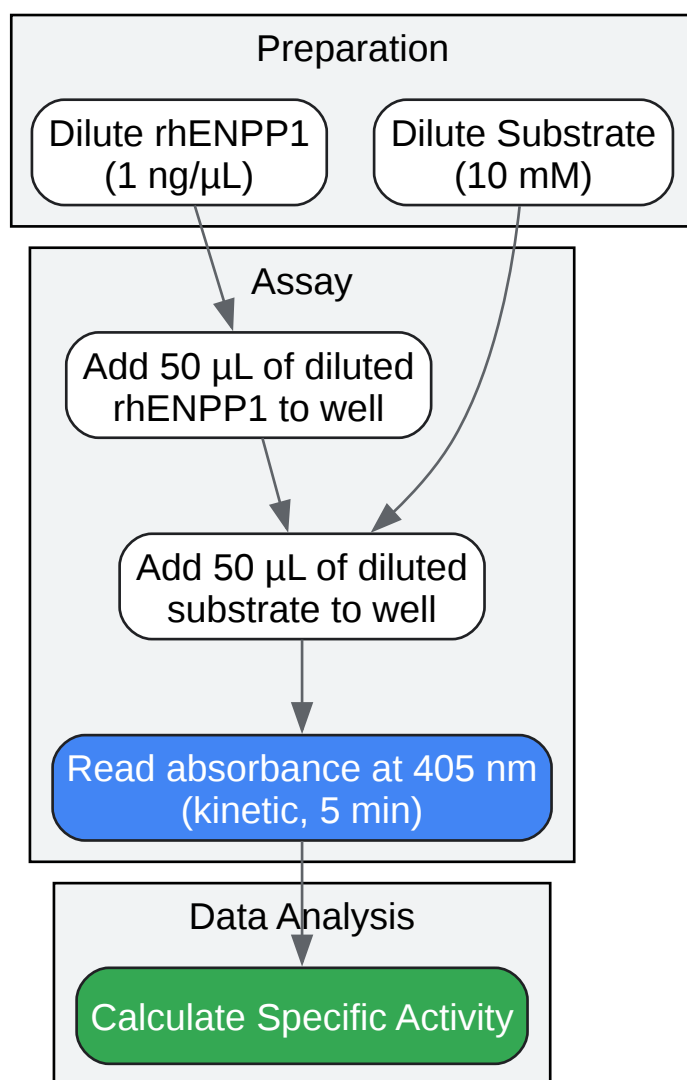 Preparation
Dilute rhENPP1
(1 ng/µL)
Dilute Substrate
(10 mM)
Assay
Add 50 µL of diluted
rhENPP1 to well
Add 50 µL of diluted
substrate to well
Read absorbance at 405 nm
(kinetic, 5 min)
Data Analysis
Calculate Specific Activity